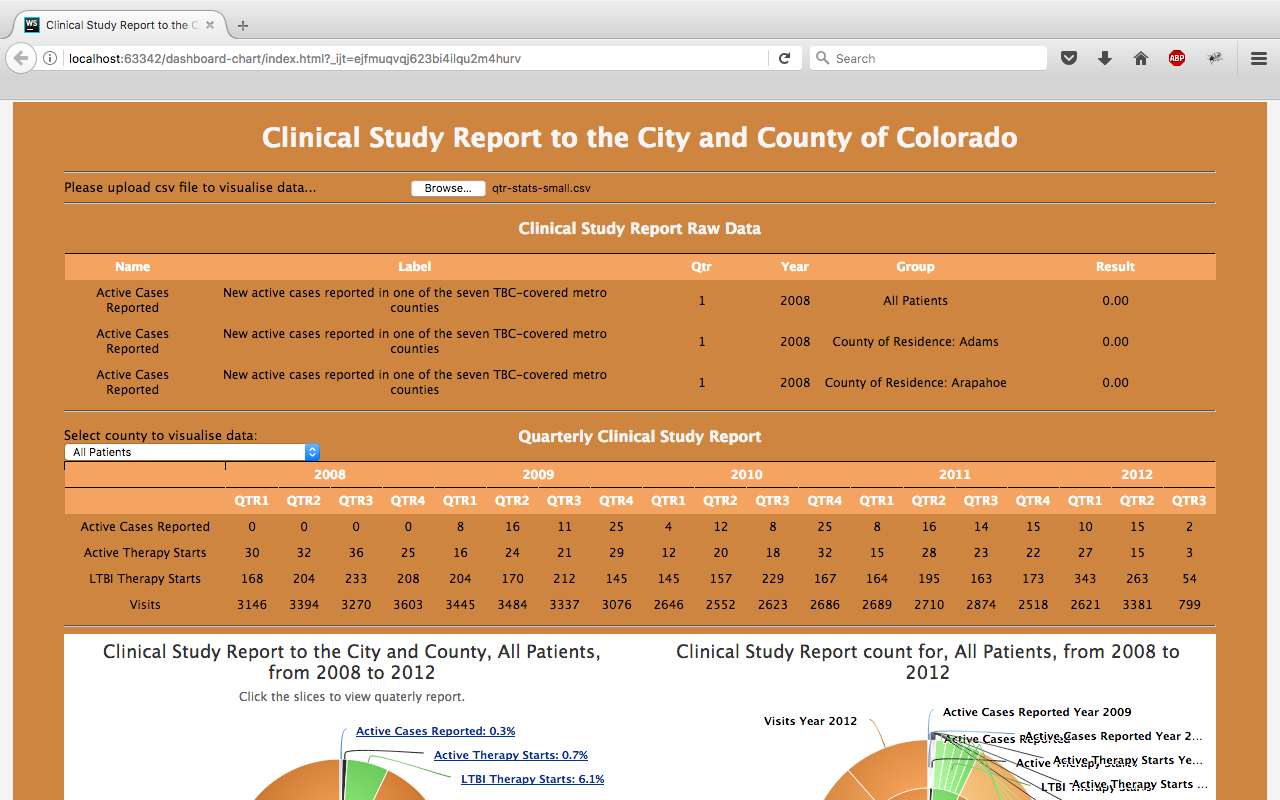 Clinical Study Report to the C
localhost:63342/dashboard-chart/index.html?_ijt=ejfmuqvqj623bi4ilqu2m4hurv
Search
ABP
WS
Clinical Study Report to the City and County of Colorado
Please upload csv file to visualise data... Browse... qtr-stats-small.csv
Clinical Study Report Raw Data
Name Label Qtr Year Group Result
Active Cases Reported New active cases reported in one of the seven TBC-covered metro counties 1 2008 All Patients 0.00
Active Cases Reported New active cases reported in one of the seven TBC-covered metro counties 1 2008 County of Residence: Adams 0.00
Active Cases Reported New active cases reported in one of the seven TBC-covered metro counties 1 2008 County of Residence: Arapahoe 0.00
Select county to visualise data: Quarterly Clinical Study Report
All Patients
2008 2009 2010 2011 2012
QTR1 QTR2 QTR3 QTR4 QTR1 QTR2 QTR3 QTR4 QTR1 QTR2 QTR3 QTR4 QTR1 QTR2 QTR3 QTR4 QTR1 QTR2 QTR3
Active Cases Reported 0 0 0 0 8 16 11 25 4 12 8 25 8 16 14 15 10 15 2
Active Therapy Starts 30 32 36 25 16 24 21 29 12 20 18 32 15 28 23 22 27 15 3
LTBI Therapy Starts 168 204 233 208 204 170 212 145 145 157 229 167 164 195 163 173 343 263 54
Visits 3146 3394 3270 3603 3445 3484 3337 3076 2646 2552 2623 2686 2689 2710 2874 2518 2621 3381 799
Clinical Study Report to the City and County, All Patients,
from 2008 to 2012
Click the slices to view quaterly report.
Active Cases Reported: 0.3%
Active Therapy Starts: 0.7%
LTBI Therapy Starts: 6.1%
Clinical Study Report count for, All Patients, from 2008 to
2012
Visits Year 2012
Active Cases Reported Year 2009
Active Cases Reported
Active Cases Reported Year 2...
Active Therapy Starts Ye...
Active Therapy Starts ...